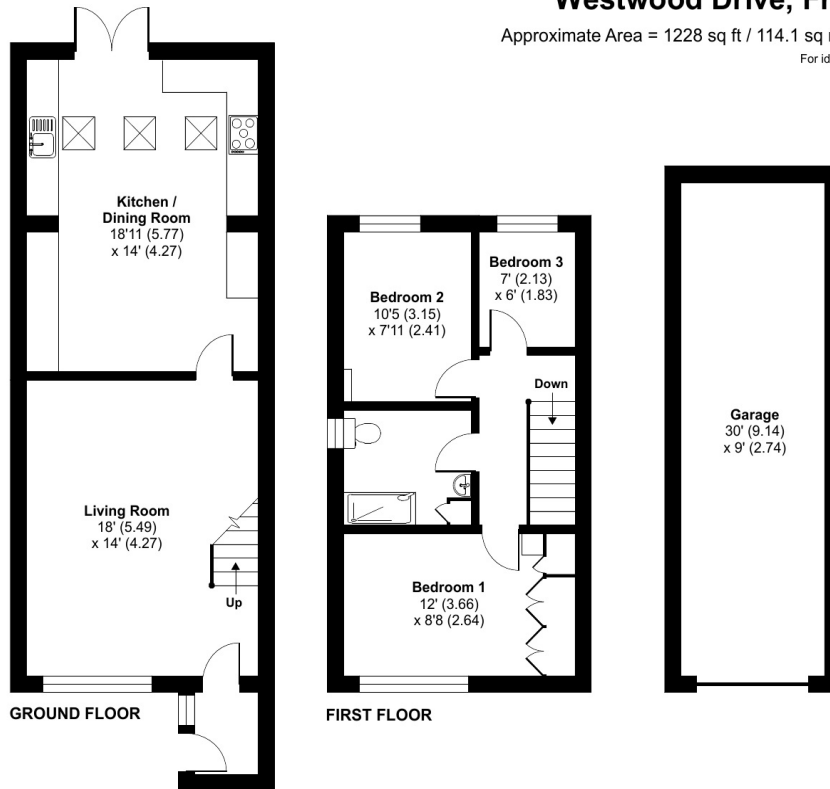 Westwood Drive,
Approximate Area = 1228 sq ft / 114.1 sq
For
Kitchen /
Dining Room
18'11 (5.77)
x 14' (4.27)
Living Room
18' (5.49)
x 14' (4.27)
Up
GROUND FLOOR
Bedroom 2
10'5 (3.15)
x 7'11 (2.41)
Bedroom 3
7' (2.13)
x 6' (1.83)
Down
Bedroom 1
12' (3.66)
x 8'8 (2.64)
FIRST FLOOR
Garage
30' (9.14)
x 9' (2.74)